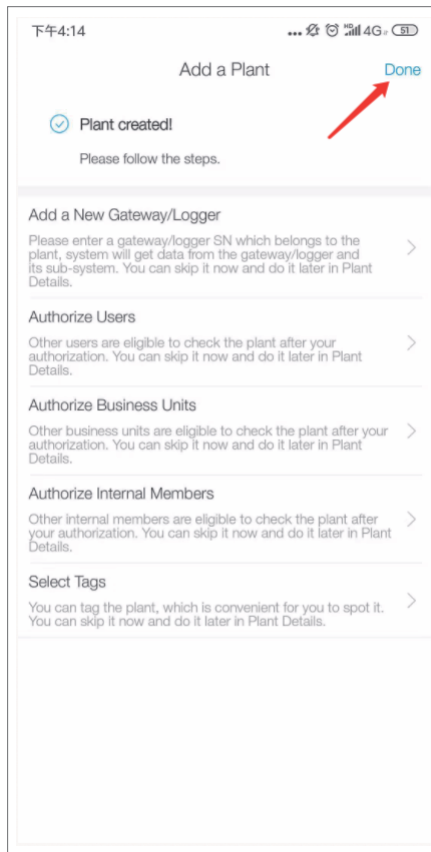 下午4:14
... HD 4G 51
Add a Plant
Done
Plant created!
Please follow the steps.
Add a New Gateway/Logger
Please enter a gateway/logger SN which belongs to the
plant, system will get data from the gateway/logger and
its sub-system. You can skip it now and do it later in Plant
Details.
Authorize Users
Other users are eligible to check the plant after your
authorization. You can skip it now and do it later in Plant
Details.
Authorize Business Units
Other business units are eligible to check the plant after your
authorization. You can skip it now and do it later in Plant
Details.
Authorize Internal Members
Other internal members are eligible to check the plant after
your authorization. You can skip it now and do it later in Plant
Details.
Select Tags
You can tag the plant, which is convenient for you to spot it.
You can skip it now and do it later in Plant Details.